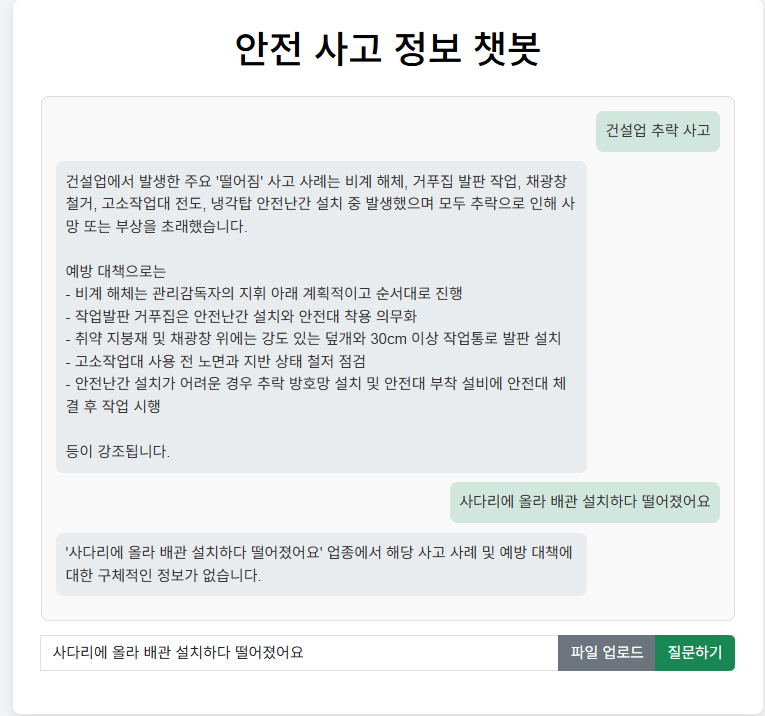 안전 사고 정보 챗봇
건설업 추락 사고
건설업에서 발생한 주요 '떨어짐' 사고 사례는 비계 해체, 거푸집 발판 작업, 채광창
철거, 고소작업대 전도, 냉각탑 안전난간 설치 중 발생했으며 모두 추락으로 인해 사
망 또는 부상을 초래했습니다.
예방 대책으로는
- 비계 해체는 관리감독자의 지휘 아래 계획적이고 순서대로 진행
- 작업발판 거푸집은 안전난간 설치와 안전대 착용 의무화
- 취약 지붕재 및 채광창 위에는 강도 있는 덮개와 30cm 이상 작업통로 발판 설치
- 고소작업대 사용 전 노면과 지반 상태 철저 점검
- 안전난간 설치가 어려운 경우 추락 방호망 설치 및 안전대 부착 설비에 안전대 체
결 후 작업 시행
등이 강조됩니다.
사다리에 올라 배관 설치하다 떨어졌어요
'사다리에 올라 배관 설치하다 떨어졌어요' 업종에서 해당 사고 사례 및 예방 대책에
대한 구체적인 정보가 없습니다.
사다리에 올라 배관 설치하다 떨어졌어요
파일 업로드
질문하기